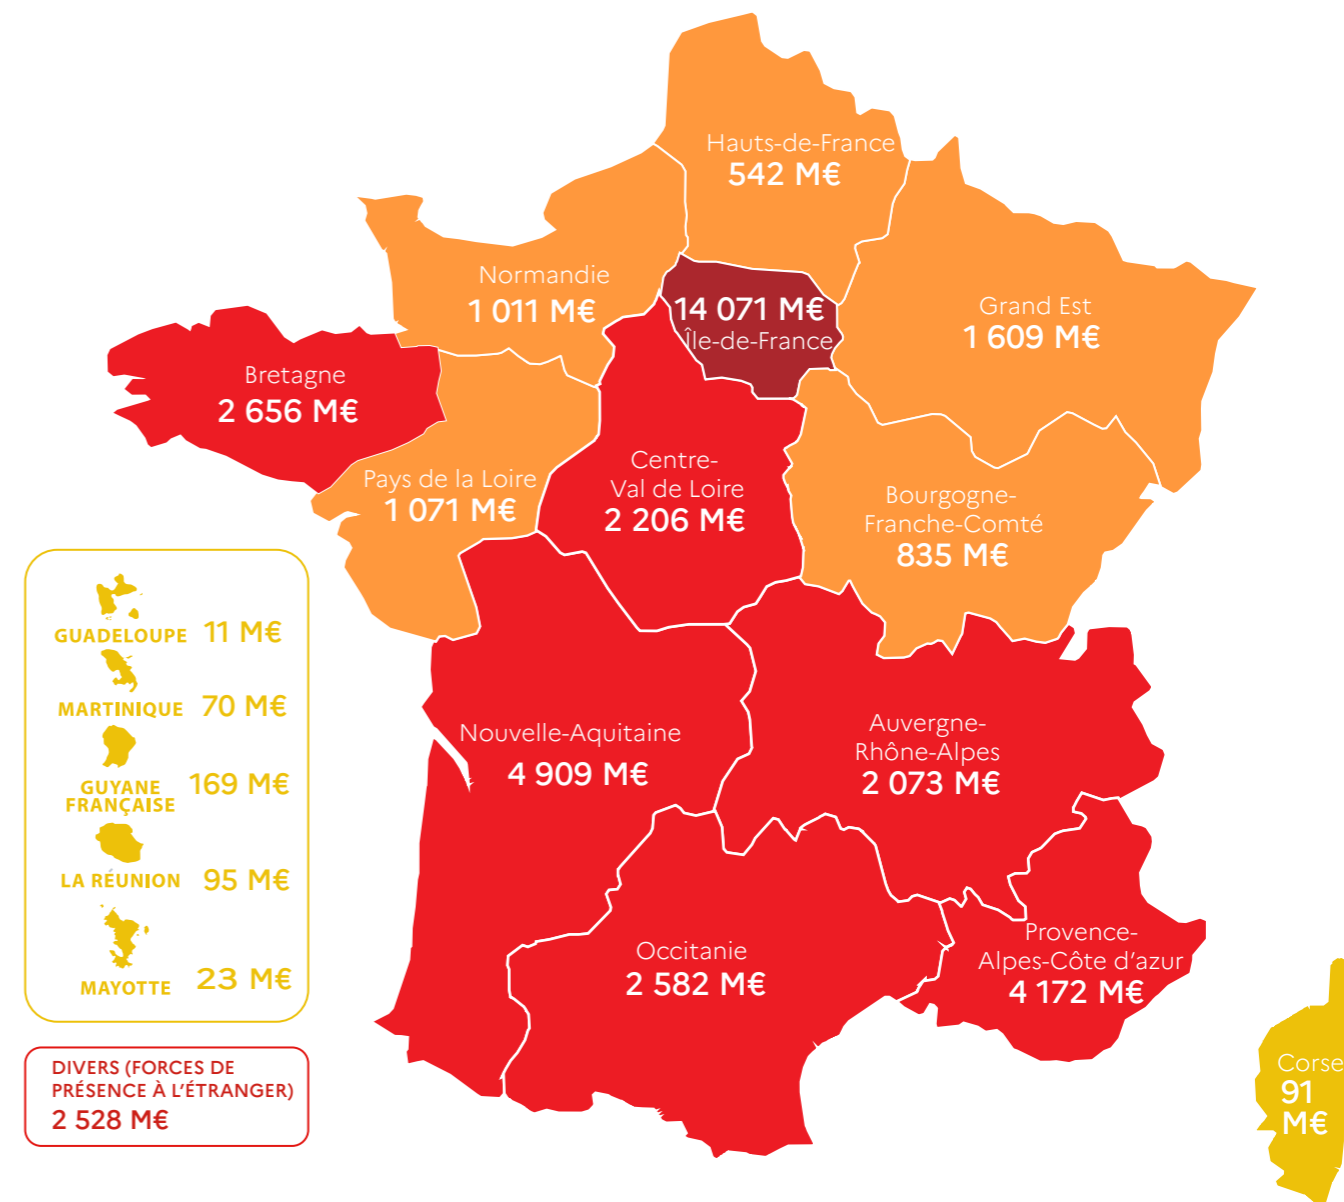 Hauts-de-France
542 M€
Normandie
1 011 M€
14 071 M€
Île-de-France
Grand Est
1 609 M€
Bretagne
2 656 M€
Pays de la Loire
1 071 M€
Centre-
Val de Loire
2 206 M€
Bourgogne-
Franche-Comté
835 M€
GUADELOUPE 11 M€
MARTINIQUE 70 M€
GUYANE
FRANÇAISE
169 M€
LA RÉUNION 95 M€
MAYOTTE 23 M€
Nouvelle-Aquitaine
4 909 M€
Auvergne-
Rhône-Alpes
2 073 M€
Occitanie
2 582 M€
Provence-
Alpes-Côte d’azur
4 172 M€
Corse
91
M€
DIVERS (FORCES DE
PRÉSENCE À L’ÉTRANGER)
2 528 M€